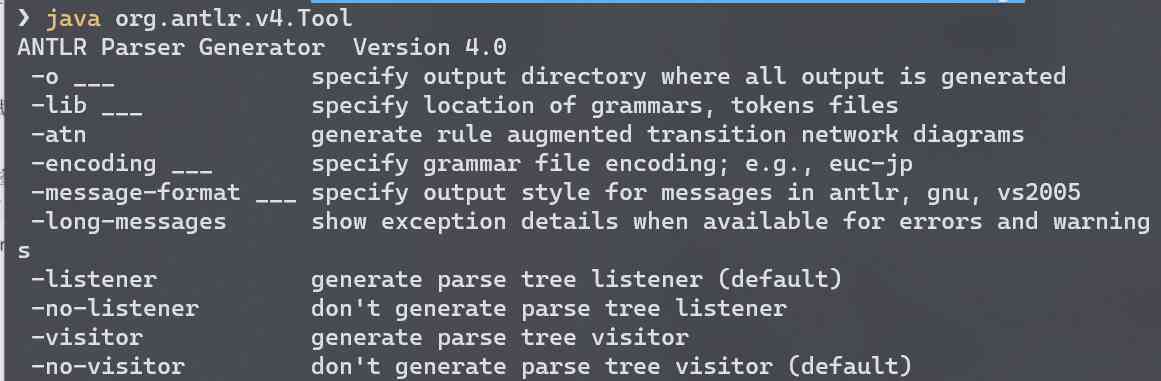 ❯ java org.antlr.v4.Tool
ANTLR Parser Generator  Version 4.0
 -o ___              specify output directory where all output is generated
 -lib ___            specify location of grammars, tokens files
 -atn                generate rule augmented transition network diagrams
 -encoding ___       specify grammar file encoding; e.g., euc-jp
 -message-format ___ specify output style for messages in antlr, gnu, vs2005
 -long-messages      show exception details when available for errors and warning
s
 -listener           generate parse tree listener (default)
 -no-listener        don't generate parse tree listener
 -visitor            generate parse tree visitor
 -no-visitor         don't generate parse tree visitor (default)